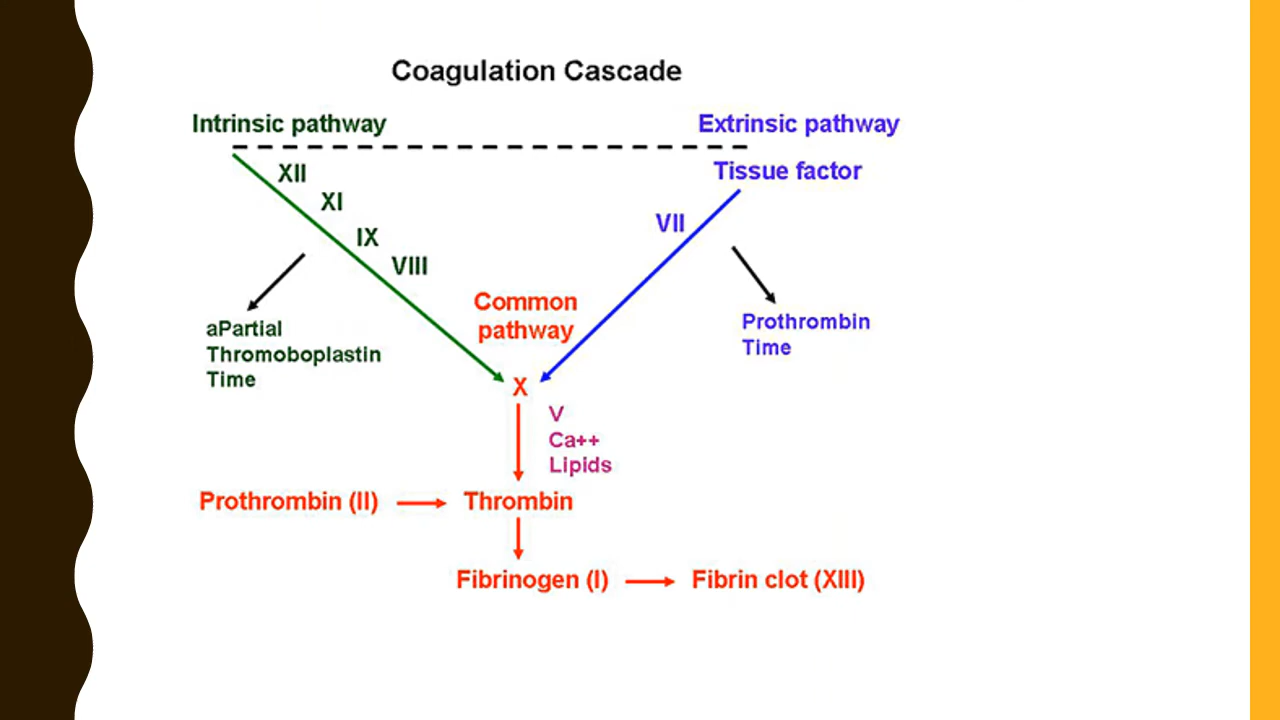 Coagulation Cascade
Intrinsic pathway
Extrinsic pathway
XII
Tissue factor
XI
VII
IX
VIII
Common
pathway
aPartial
Thromoboplastin
Time
Prothrombin
Time
X
V
Ca++
Lipids
Prothrombin (II)
Thrombin
Fibrinogen (I)
Fibrin clot (XIII)